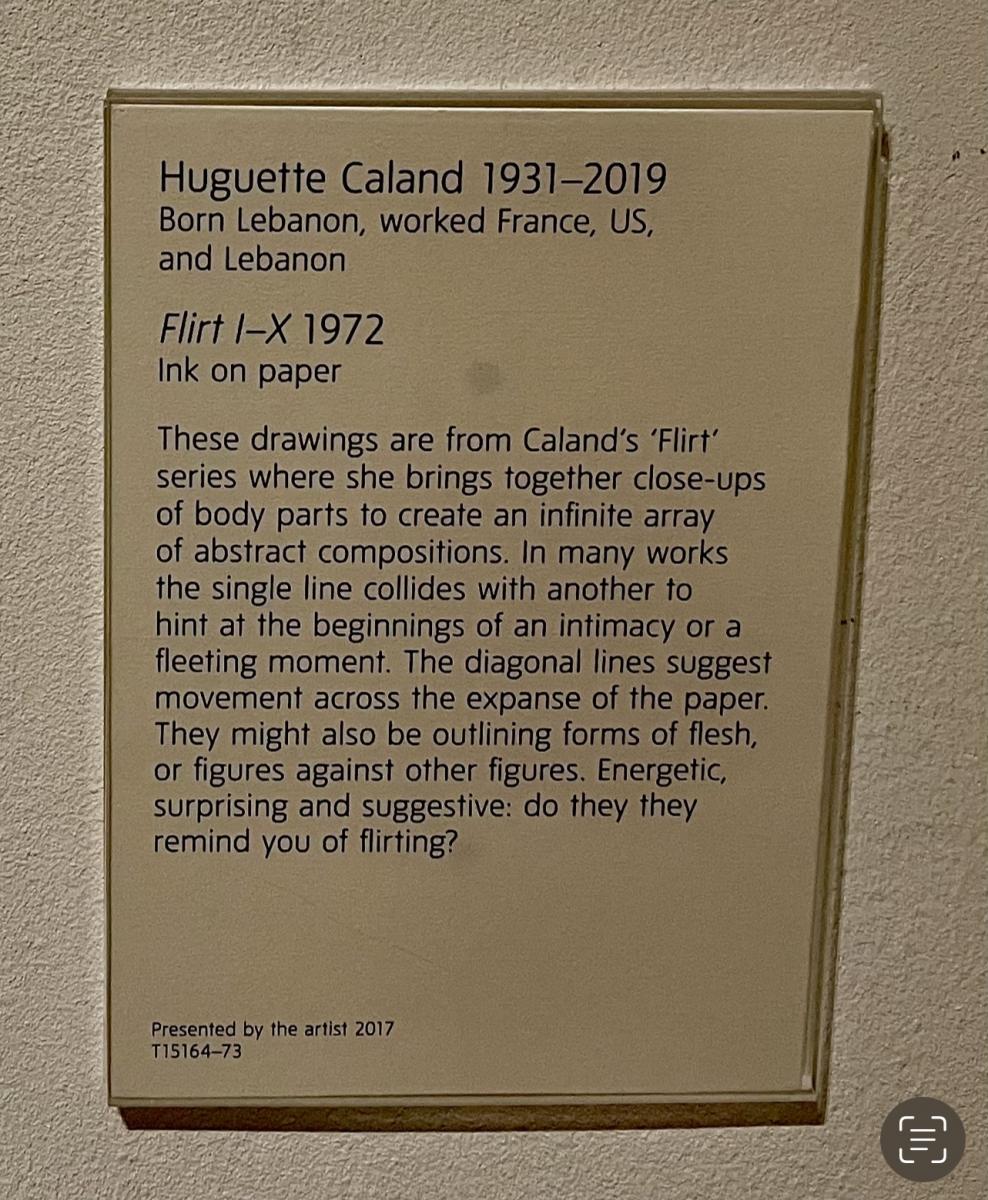 Huguette Caland 1931–2019
Born Lebanon, worked France, US,
and Lebanon
Flirt I–X 1972
Ink on paper
These drawings are from Caland’s ‘Flirt’
series where she brings together close-ups
of body parts to create an infinite array
of abstract compositions. In many works
the single line collides with another to
hint at the beginnings of an intimacy or a
fleeting moment. The diagonal lines suggest
movement across the expanse of the paper.
They might also be outlining forms of flesh,
or figures against other figures. Energetic,
surprising and suggestive: do they they
remind you of flirting?
Presented by the artist 2017
T15164–73